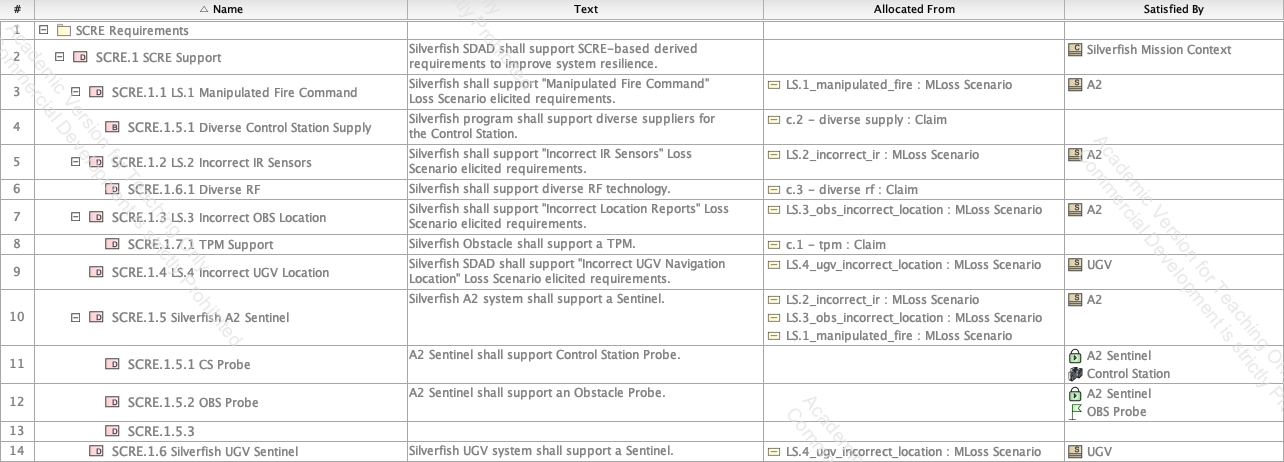 # Name Text Allocated From Satisfied By
1 SCRE Requirements
2 SCRE.1 SCRE Support Silverfish SDAD shall support SCRE-based derived Silverfish Mission Context
requirements to improve system resilience.
3 SCRE.1.1 LS.1 Manipulated Fire Command Silverfish shall support "Manipulated Fire Command" LS.1_manipulated_fire : MLoss Scenario A2
Loss Scenario elicited requirements.
4 SCRE.1.5.1 Diverse Control Station Supply Silverfish program shall support diverse suppliers for c.2 - diverse supply : Claim
the Control Station.
5 SCRE.1.2 LS.2 Incorrect IR Sensors Silverfish shall support "Incorrect IR Sensors" Loss LS.2_incorrect_ir : MLoss Scenario A2
Scenario elicited requirements.
6 SCRE.1.6.1 Diverse RF Silverfish shall support diverse RF technology. c.3 - diverse rf : Claim
7 SCRE.1.3 LS.3 Incorrect OBS Location Silverfish shall support "Incorrect Location Reports" Loss LS.3_obs_incorrect_location : MLoss Scenario A2
Scenario elicited requirements.
8 SCRE.1.7.1 TPM Support Silverfish Obstacle shall support a TPM. c.1 - tpm : Claim
9 SCRE.1.4 LS.4 Incorrect UGV Location Silverfish SDAD shall support "Incorrect UGV Navigation LS.4_ugv_incorrect_location : MLoss Scenario UGV
Location" Loss Scenario elicited requirements.
10 SCRE.1.5 Silverfish A2 Sentinel Silverfish A2 system shall support a Sentinel. LS.2_incorrect_ir : MLoss Scenario A2
LS.3_obs_incorrect_location : MLoss Scenario
LS.1_manipulated_fire : MLoss Scenario
11 SCRE.1.5.1 CS Probe A2 Sentinel shall support Control Station Probe. A2 Sentinel
Control Station
12 SCRE.1.5.2 OBS Probe A2 Sentinel shall support an Obstacle Probe. A2 Sentinel
OBS Probe
13 SCRE.1.5.3
14 SCRE.1.6 Silverfish UGV Sentinel Silverfish UGV system shall support a Sentinel. LS.4_ugv_incorrect_location : MLoss Scenario UGV
Academic Version for Teaching Only
Commercial Development is strictly Prohibited